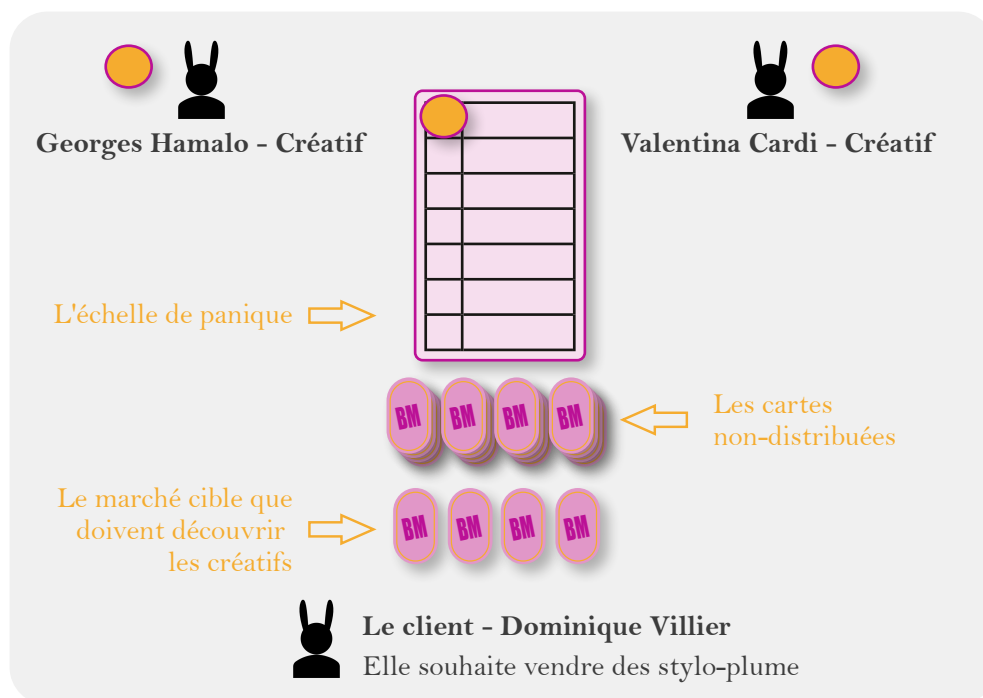 Georges Hamalo - Créatif
Valentina Cardi - Créatif
L'échelle de panique
BM BM BM BM
Les cartes
non-distribuées
Le marché cible que
doivent découvrir
les créatifs
BM BM BM BM
Le client - Dominique Villier
Elle souhaite vendre des stylo-plume